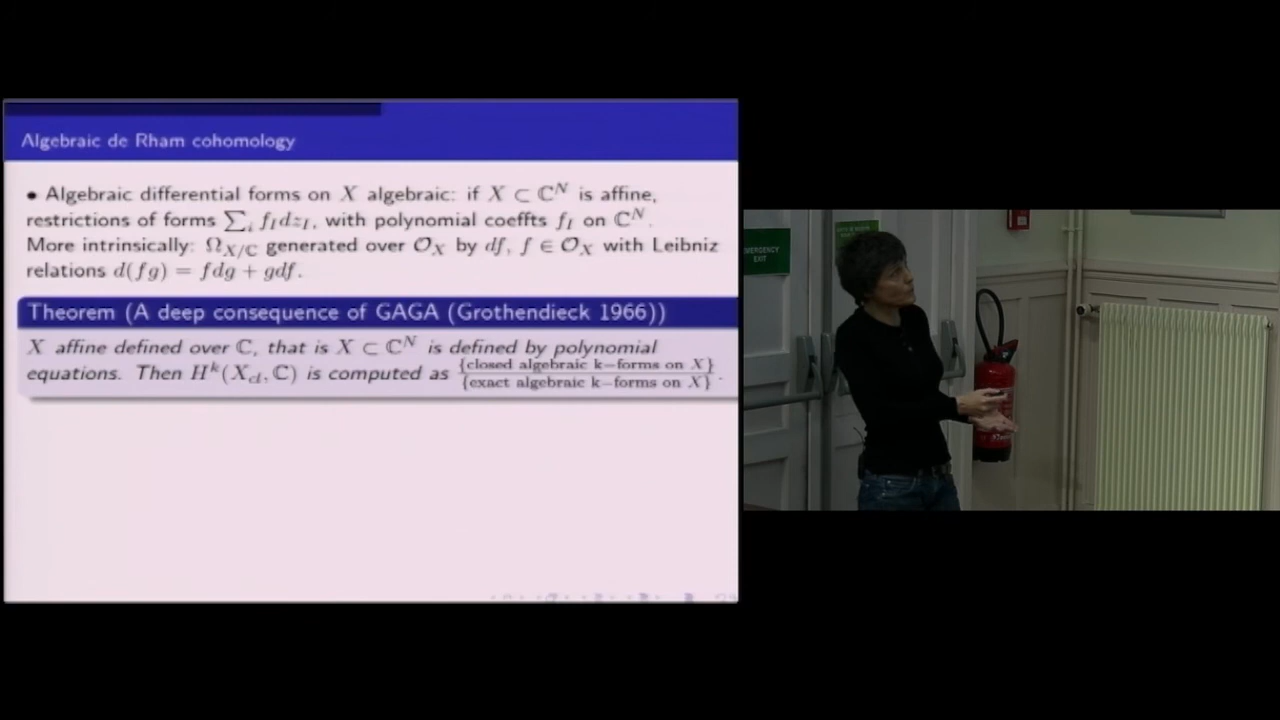 Algebraic de Rham cohomology
• Algebraic differential forms on X algebraic: if X ⊂ ℂ^N is affine,
restrictions of forms ∑_i f_I dz_I, with polynomial coeffts f_I on ℂ^N.
More intrinsically: Ω_{X/ℂ} generated over 𝒪_X by df, f ∈ 𝒪_X with Leibniz
relations d(fg) = fdg + gdf.
Theorem (A deep consequence of GAGA (Grothendieck 1966))
X affine defined over ℂ, that is X ⊂ ℂ^N is defined by polynomial
equations. Then H^k(X_{cl}, ℂ) is computed as {closed algebraic k−forms on X}/{exact algebraic k−forms on X}.
EMERGENCY
EXIT